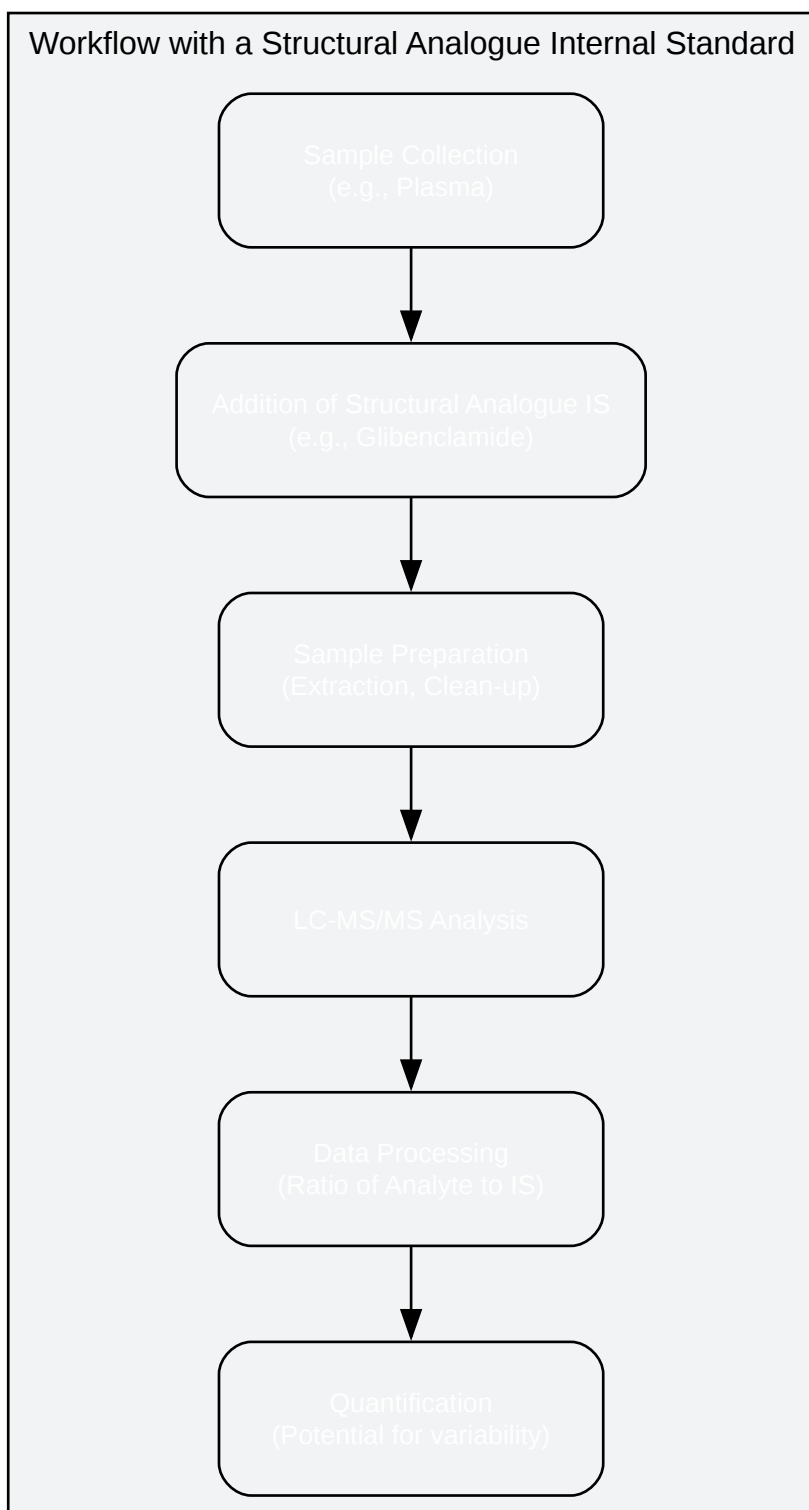 Workflow with a Structural Analogue Internal Standard
Sample Collection
(e.g., Plasma)
Addition of Structural Analogue IS
(e.g., Glibenclamide)
Sample Preparation
(Extraction, Clean-up)
LC-MS/MS Analysis
Data Processing
(Ratio of Analyte to IS)
Quantification
(Potential for variability)